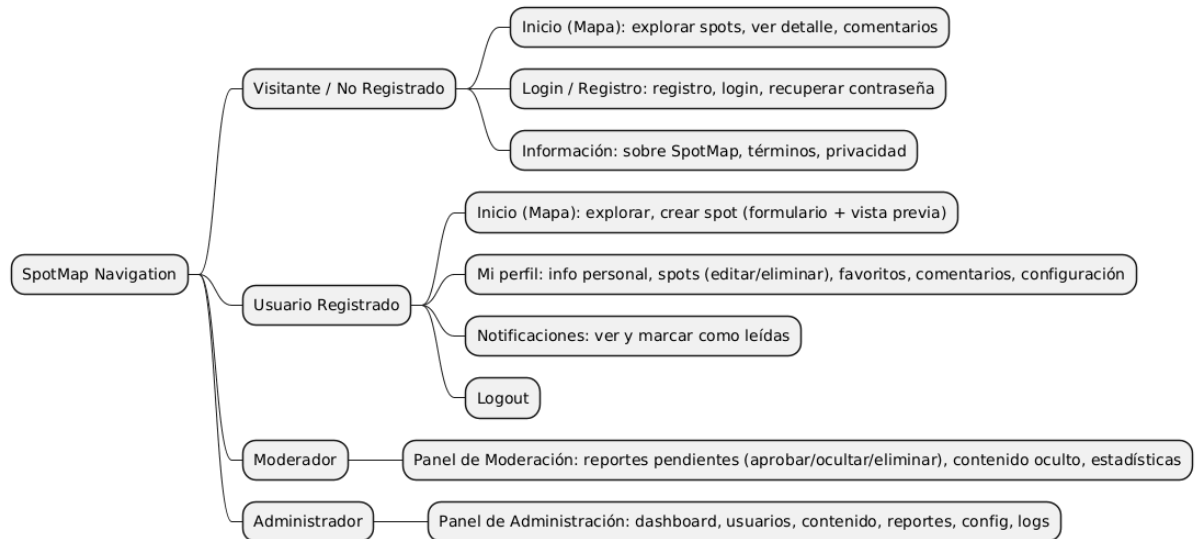 SpotMap Navigation
Visitante / No Registrado
Inicio (Mapa): explorar spots, ver detalle, comentarios
Login / Registro: registro, login, recuperar contraseña
Información: sobre SpotMap, términos, privacidad
Usuario Registrado
Inicio (Mapa): explorar, crear spot (formulario + vista previa)
Mi perfil: info personal, spots (editar/eliminar), favoritos, comentarios, configuración
Notificaciones: ver y marcar como leídas
Logout
Moderador
Panel de Moderación: reportes pendientes (aprobar/ocultar/eliminar), contenido oculto, estadísticas
Administrador
Panel de Administración: dashboard, usuarios, contenido, reportes, config, logs